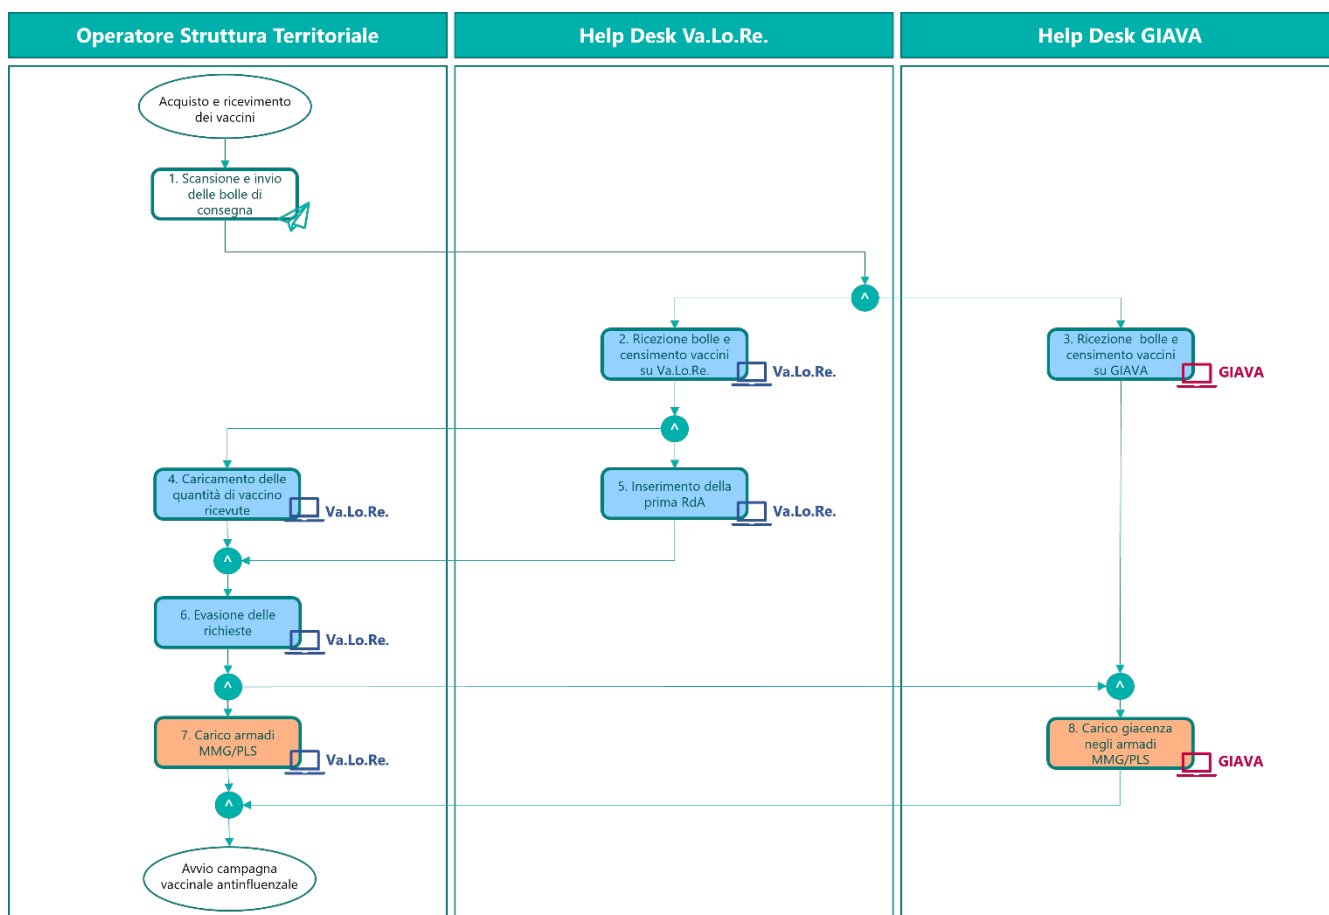 Operatore Struttura Territoriale
Help Desk Va.Lo.Re.
Help Desk GIAVA
Acquisto e ricevimento
dei vaccini
1. Scansione e invio
delle bolle di
consegna
^
2. Ricezione bolle e
censimento vaccini
su Va.Lo.Re.
Va.Lo.Re.
3. Ricezione bolle e
censimento vaccini
su GIAVA
GIAVA
^
4. Caricamento delle
quantità di vaccino
ricevute
Va.Lo.Re.
5. Inserimento della
prima RdA
Va.Lo.Re.
^
6. Evasione delle
richieste
Va.Lo.Re.
^
^
7. Carico armadi
MMG/PLS
Va.Lo.Re.
8. Carico giacenza
negli armadi
MMG/PLS
GIAVA
^
Avvio campagna
vaccinale antinfluenzale